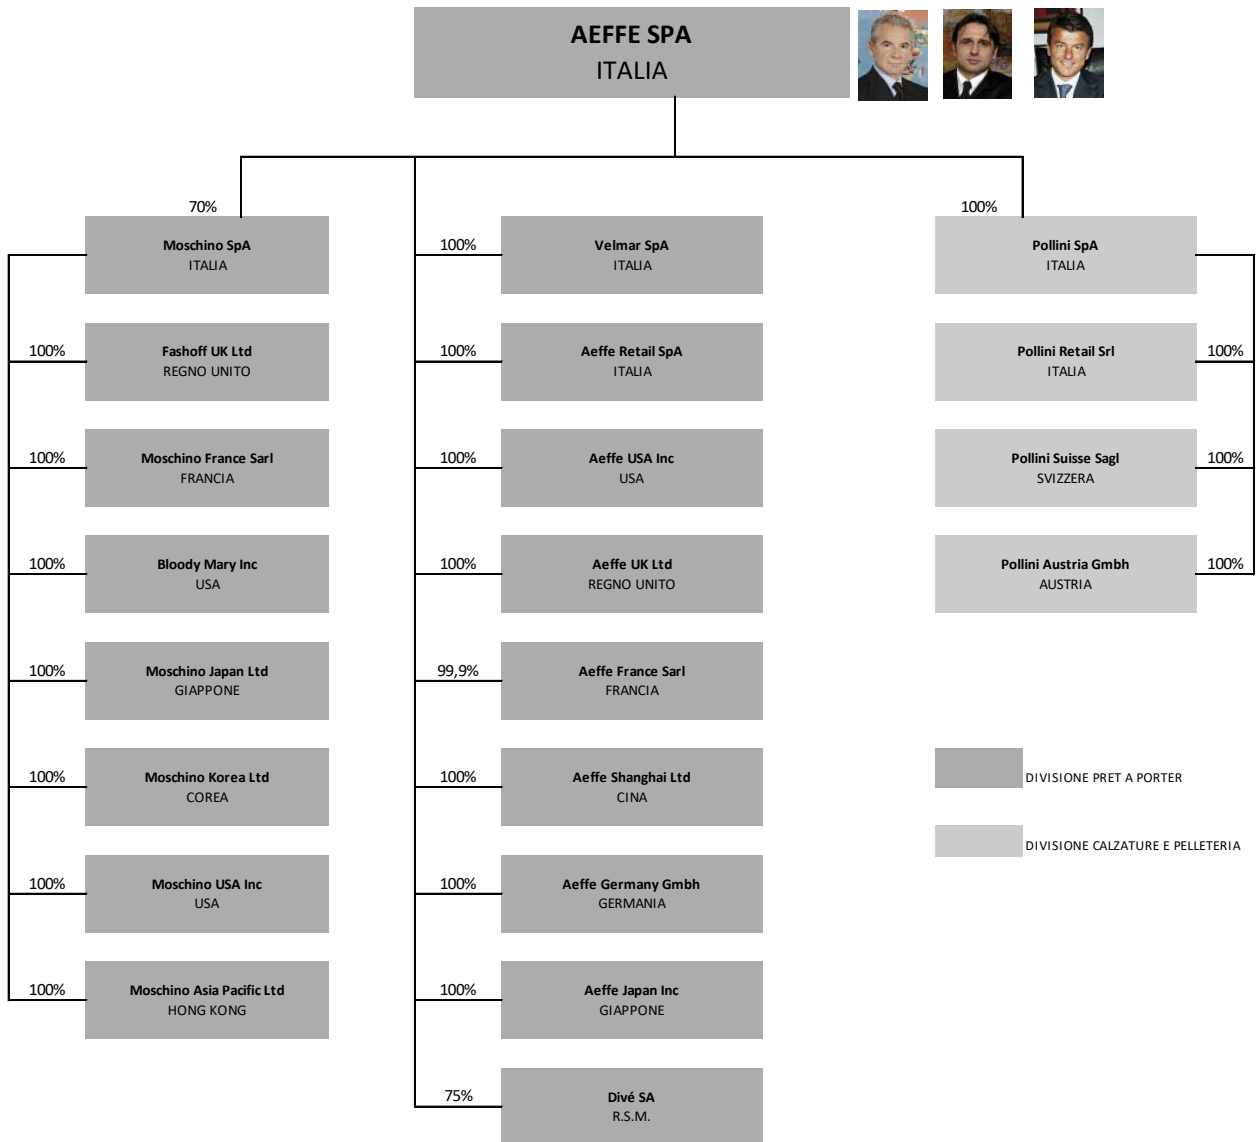 AEFFE SPA
ITALIA
70%
Moschino SpA
ITALIA
100%
Fashoff UK Ltd
REGNO UNITO
100%
Moschino France Sarl
FRANCIA
100%
Bloody Mary Inc
USA
100%
Moschino Japan Ltd
GIAPPONE
100%
Moschino Korea Ltd
COREA
100%
Moschino USA Inc
USA
100%
Moschino Asia Pacific Ltd
HONG KONG
100%
Velmar SpA
ITALIA
100%
Aeffe Retail SpA
ITALIA
100%
Aeffe USA Inc
USA
100%
Aeffe UK Ltd
REGNO UNITO
99,9%
Aeffe France Sarl
FRANCIA
100%
Aeffe Shanghai Ltd
CINA
100%
Aeffe Germany Gmbh
GERMANIA
100%
Aeffe Japan Inc
GIAPPONE
75%
Divé SA
R.S.M.
100%
Pollini SpA
ITALIA
Pollini Retail Srl
ITALIA
100%
Pollini Suisse Sagl
SVIZZERA
100%
Pollini Austria Gmbh
AUSTRIA
100%
DIVISIONE PRET A PORTER
DIVISIONE CALZATURE E PELLETERIA